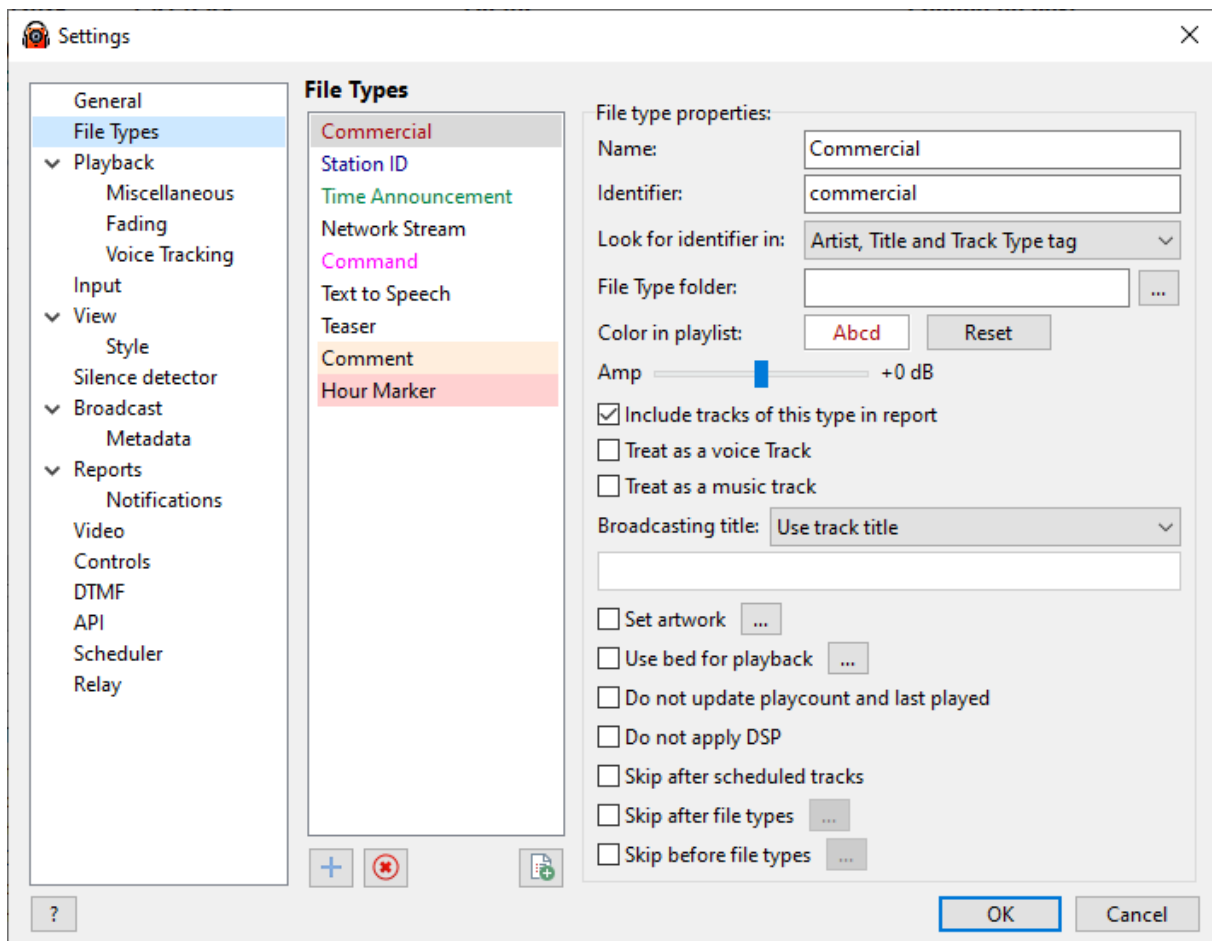 Settings
General
File Types
Playback
Miscellaneous
Fading
Voice Tracking
Input
View
Style
Silence detector
Broadcast
Metadata
Reports
Notifications
Video
Controls
DTMF
API
Scheduler
Relay
?
File Types
Commercial
Station ID
Time Announcement
Network Stream
Command
Text to Speech
Teaser
Comment
Hour Marker
File type properties:
Name: Commercial
Identifier: commercial
Look for identifier in: Artist, Title and Track Type tag
File Type folder: ...
Color in playlist: Abcd Reset
Amp +0 dB
Include tracks of this type in report
Treat as a voice Track
Treat as a music track
Broadcasting title: Use track title
Set artwork ...
Use bed for playback ...
Do not update playcount and last played
Do not apply DSP
Skip after scheduled tracks
Skip after file types ...
Skip before file types ...
OK Cancel